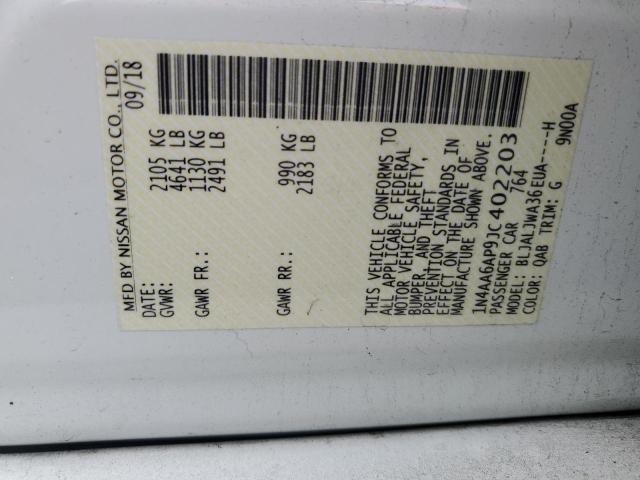 MFD BY NISSAN MOTOR CO., LTD.
DATE: 09/18
GVWR: 2105 KG
4641 LB
GAWR FR.: 1130 KG
2491 LB
GAWR RR.: 990 KG
2183 LB
THIS VEHICLE CONFORMS TO
ALL APPLICABLE FEDERAL
MOTOR VEHICLE SAFETY,
BUMPER, AND THEFT
PREVENTION STANDARDS IN
EFFECT ON THE DATE OF
MANUFACTURE SHOWN ABOVE.
1N4AA6AP9JC402203
PASSENGER CAR 764
MODEL: BLJALJWA36EUA----H
COLOR: QAB TRIM: G 9N00A